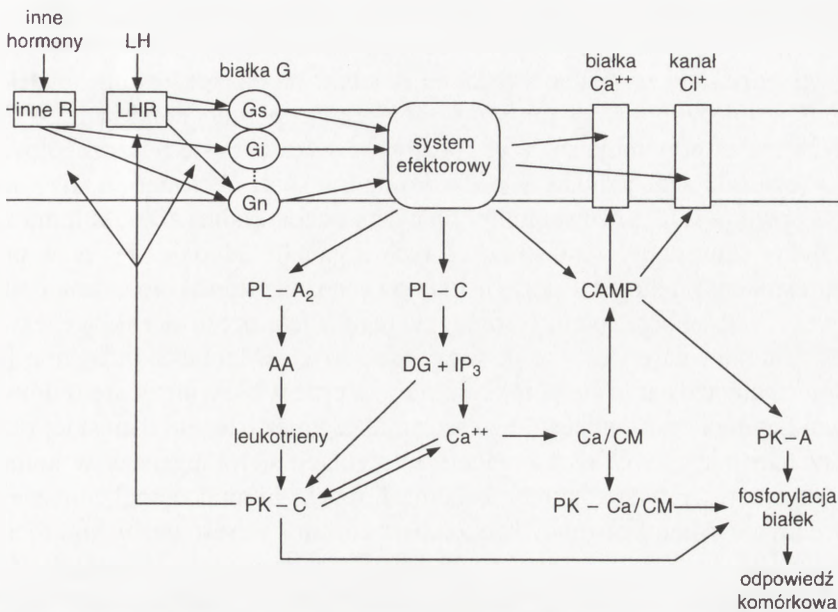 inne
hormony
LH
białka G
białka
Ca++
kanał
Cl+
inne R
LHR
Gs
Gi
Gn
system
efektorowy
PL – A2
PL – C
CAMP
AA
DG + IP3
leukotrieny
Ca++
Ca/CM
PK–A
PK – C
PK – Ca/CM
fosforylacja
białek
odpowiedź
komórkowa